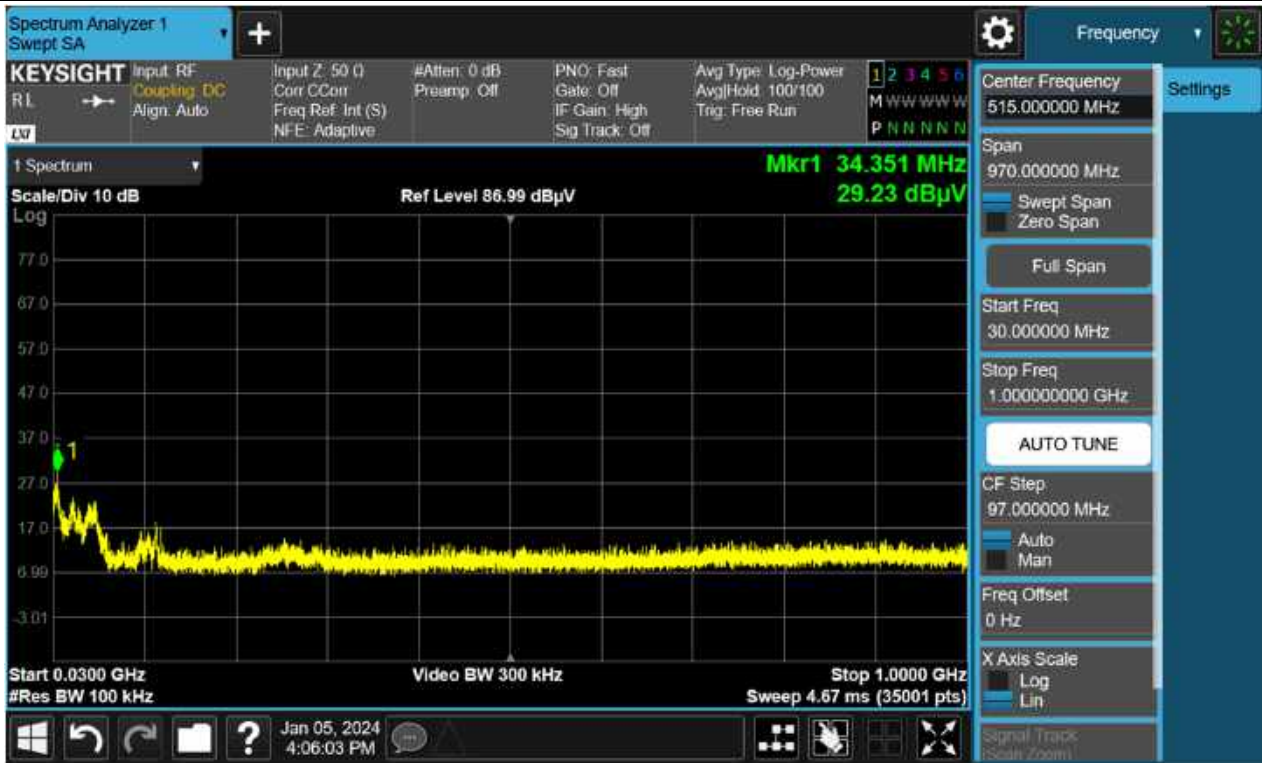 Spectrum Analyzer 1
Swept SA
+
Frequency
KEYSIGHT
RL
LXI
Input: RF
Coupling: DC
Align: Auto
Input Z: 50 Ω
Corr CCorr
Freq Ref: Int (S)
NFE: Adaptive
#Atten: 0 dB
Preamp: Off
PNO: Fast
Gate: Off
IF Gain: High
Sig Track: Off
Avg Type: Log-Power
Avg|Hold: 100/100
Trig: Free Run
1 2 3 4 5 6
M W W W W W
P N N N N N
1 Spectrum
Mkr1 34.351 MHz
29.23 dBµV
Scale/Div 10 dB
Ref Level 86.99 dBµV
Log
77.0
67.0
57.0
47.0
37.0
27.0
17.0
6.99
-3.01
1
Start 0.0300 GHz
Video BW 300 kHz
Stop 1.0000 GHz
#Res BW 100 kHz
Sweep 4.67 ms (35001 pts)
Center Frequency
515.000000 MHz
Settings
Span
970.000000 MHz
Swept Span
Zero Span
Full Span
Start Freq
30.000000 MHz
Stop Freq
1.000000000 GHz
AUTO TUNE
CF Step
97.000000 MHz
Auto
Man
Freq Offset
0 Hz
X Axis Scale
Log
Lin
Signal Track
(Span Zoom)
?
Jan 05, 2024
4:06:03 PM